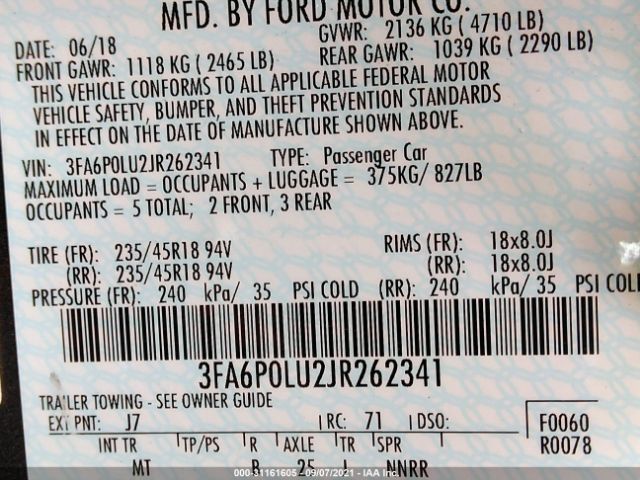 MFD. BY FORD MOTOR CO.
DATE: 06/18
GVWR: 2136 KG ( 4710 LB)
FRONT GAWR: 1118 KG ( 2465 LB)
REAR GAWR: 1039 KG ( 2290 LB)
THIS VEHICLE CONFORMS TO ALL APPLICABLE FEDERAL MOTOR
VEHICLE SAFETY, BUMPER, AND THEFT PREVENTION STANDARDS
IN EFFECT ON THE DATE OF MANUFACTURE SHOWN ABOVE.
VIN: 3FA6P0LU2JR262341 TYPE: Passenger Car
MAXIMUM LOAD = OCCUPANTS + LUGGAGE = 375KG/ 827LB
OCCUPANTS = 5 TOTAL; 2 FRONT, 3 REAR
TIRE (FR): 235/45R18 94V RIMS (FR): 18x8.0J
(RR): 235/45R18 94V (RR): 18x8.0J
PRESSURE (FR): 240 kPa/ 35 PSI COLD (RR): 240 kPa/ 35 PSI COLD
3FA6P0LU2JR262341
TRAILER TOWING - SEE OWNER GUIDE
EXT PNT: J7 RC: 71 DSO: F0060
INT TR TP/PS R AXLE TR SPR R0078
MT B 25 J NNRR
000-31161605 - 09/07/2021 - IAA Inc.